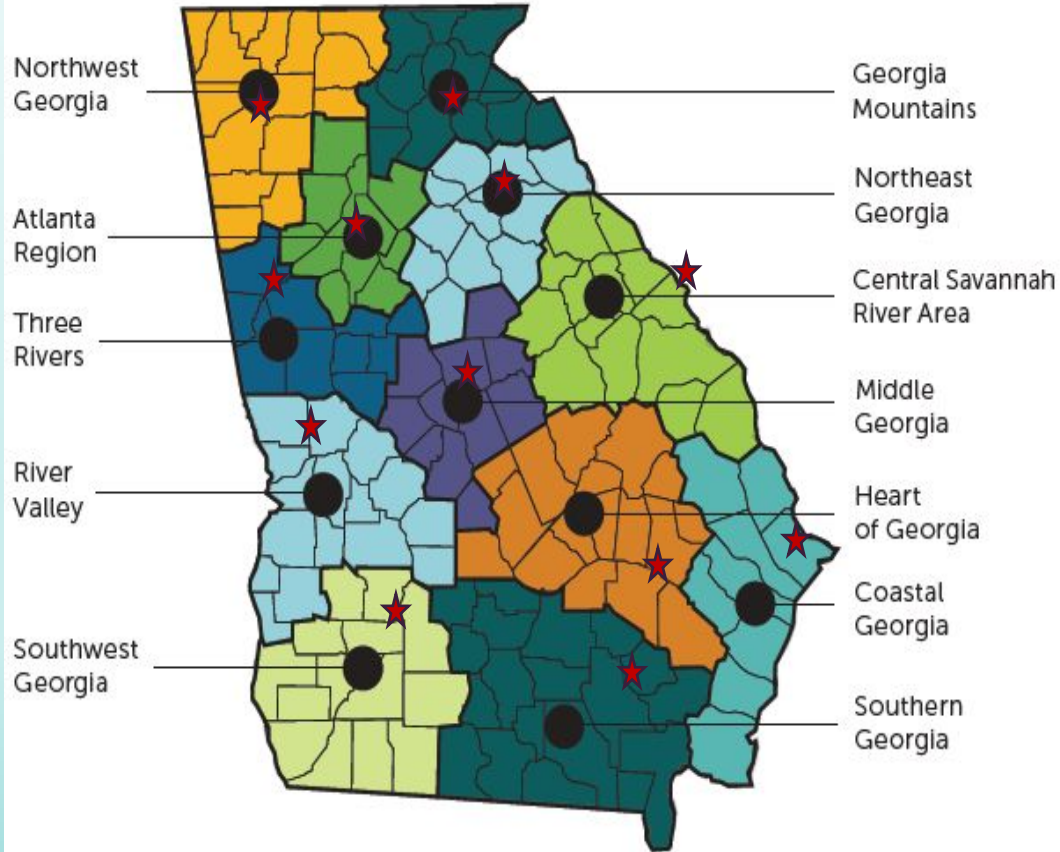 Northwest
Georgia
Atlanta
Region
Three
Rivers
River
Valley
Southwest
Georgia
Georgia
Mountains
Northeast
Georgia
Central Savannah
River Area
Middle
Georgia
Heart
of Georgia
Coastal
Georgia
Southern
Georgia